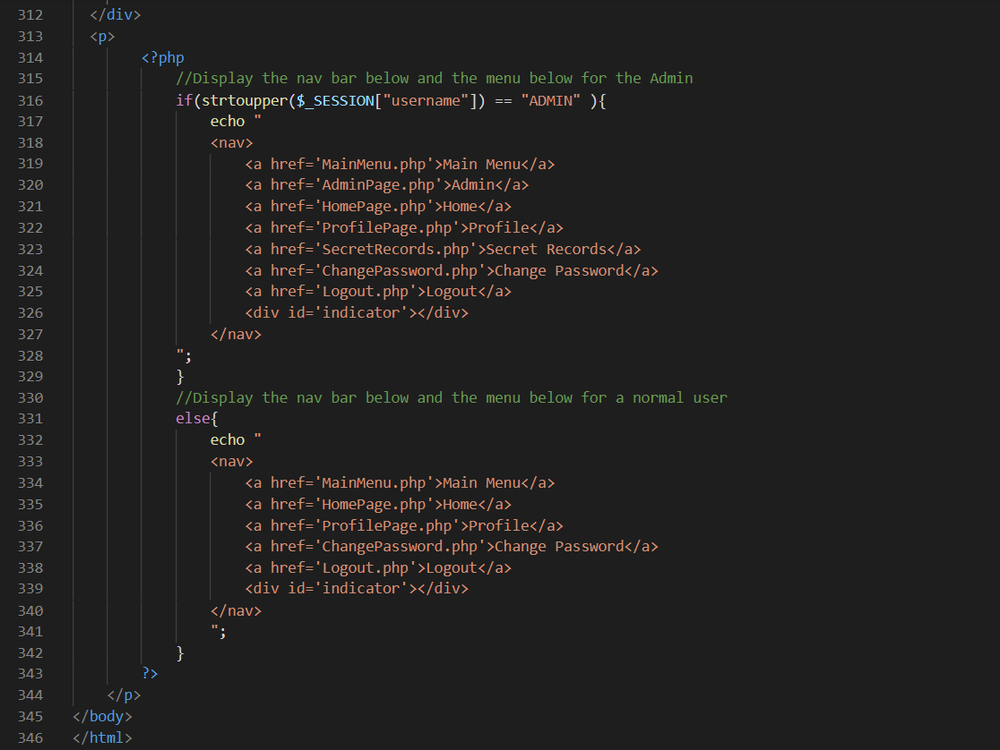 312 </div>
313 <p>
314 <?php
315 //Display the nav bar below and the menu below for the Admin
316 if(strtoupper($_SESSION["username"]) == "ADMIN" ){
317 echo "
318 <nav>
319 <a href='MainMenu.php'>Main Menu</a>
320 <a href='AdminPage.php'>Admin</a>
321 <a href='HomePage.php'>Home</a>
322 <a href='ProfilePage.php'>Profile</a>
323 <a href='SecretRecords.php'>Secret Records</a>
324 <a href='ChangePassword.php'>Change Password</a>
325 <a href='Logout.php'>Logout</a>
326 <div id='indicator'></div>
327 </nav>
328 ";
329 }
330 //Display the nav bar below and the menu below for a normal user
331 else{
332 echo "
333 <nav>
334 <a href='MainMenu.php'>Main Menu</a>
335 <a href='HomePage.php'>Home</a>
336 <a href='ProfilePage.php'>Profile</a>
337 <a href='ChangePassword.php'>Change Password</a>
338 <a href='Logout.php'>Logout</a>
339 <div id='indicator'></div>
340 </nav>
341 ";
342 }
343 ?>
344 </p>
345 </body>
346 </html>